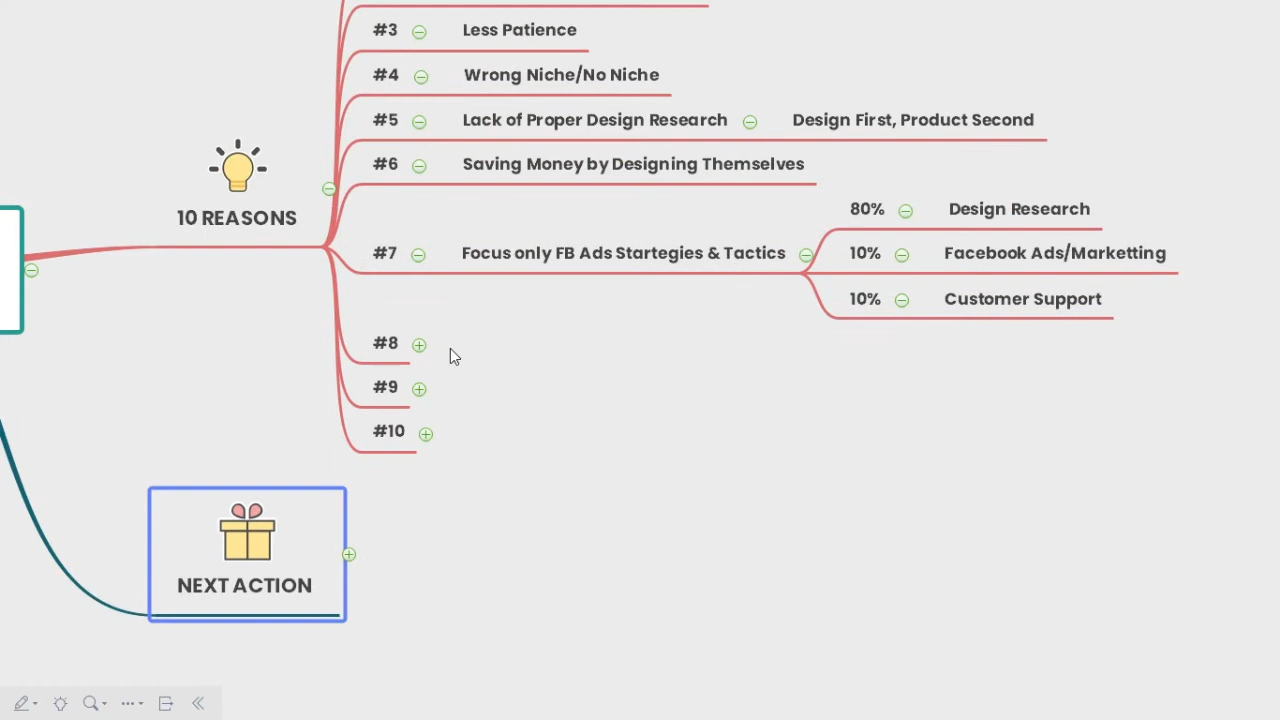 #3 Less Patience
#4 Wrong Niche/No Niche
#5 Lack of Proper Design Research Design First, Product Second
#6 Saving Money by Designing Themselves
10 REASONS
80% Design Research
#7 Focus only FB Ads Startegies & Tactics 10% Facebook Ads/Marketting
10% Customer Support
#8
#9
#10
NEXT ACTION